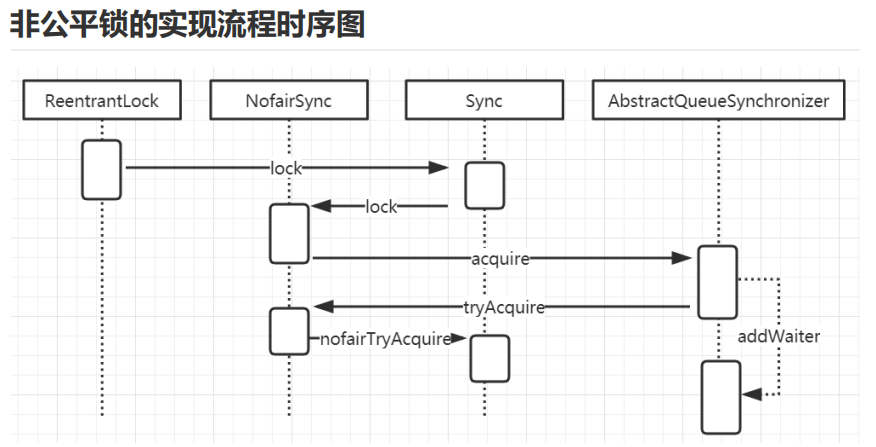 非公平锁的实现流程时序图
ReentrantLock
NofairSync
Sync
AbstractQueueSynchronizer
lock
lock
acquire
tryAcquire
nofairTryAcquire
addWaiter